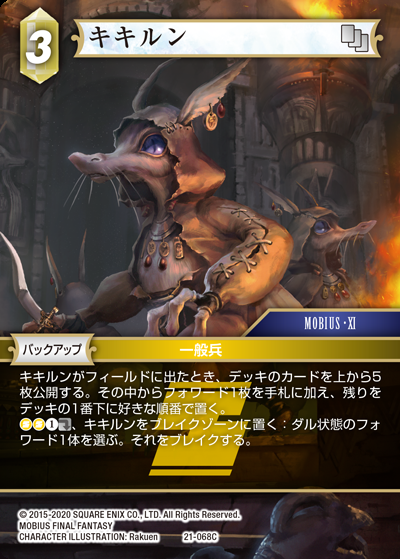 3
キキルン
MOBIUS・XI
バックアップ
一般兵
キキルンがフィールドに出たとき、デッキのカードを上から5
枚公開する。その中からフォワード1枚を手札に加え、残りを
デッキの1番下に好きな順番で置く。
1、キキルンをブレイクゾーンに置く：ダル状態のフォ
ワード1体を選ぶ。それをブレイクする。
© 2015-2020 SQUARE ENIX CO., LTD. All Rights Reserved.
MOBIUS FINAL FANTASY
CHARACTER ILLUSTRATION: Rakuen
21-068C